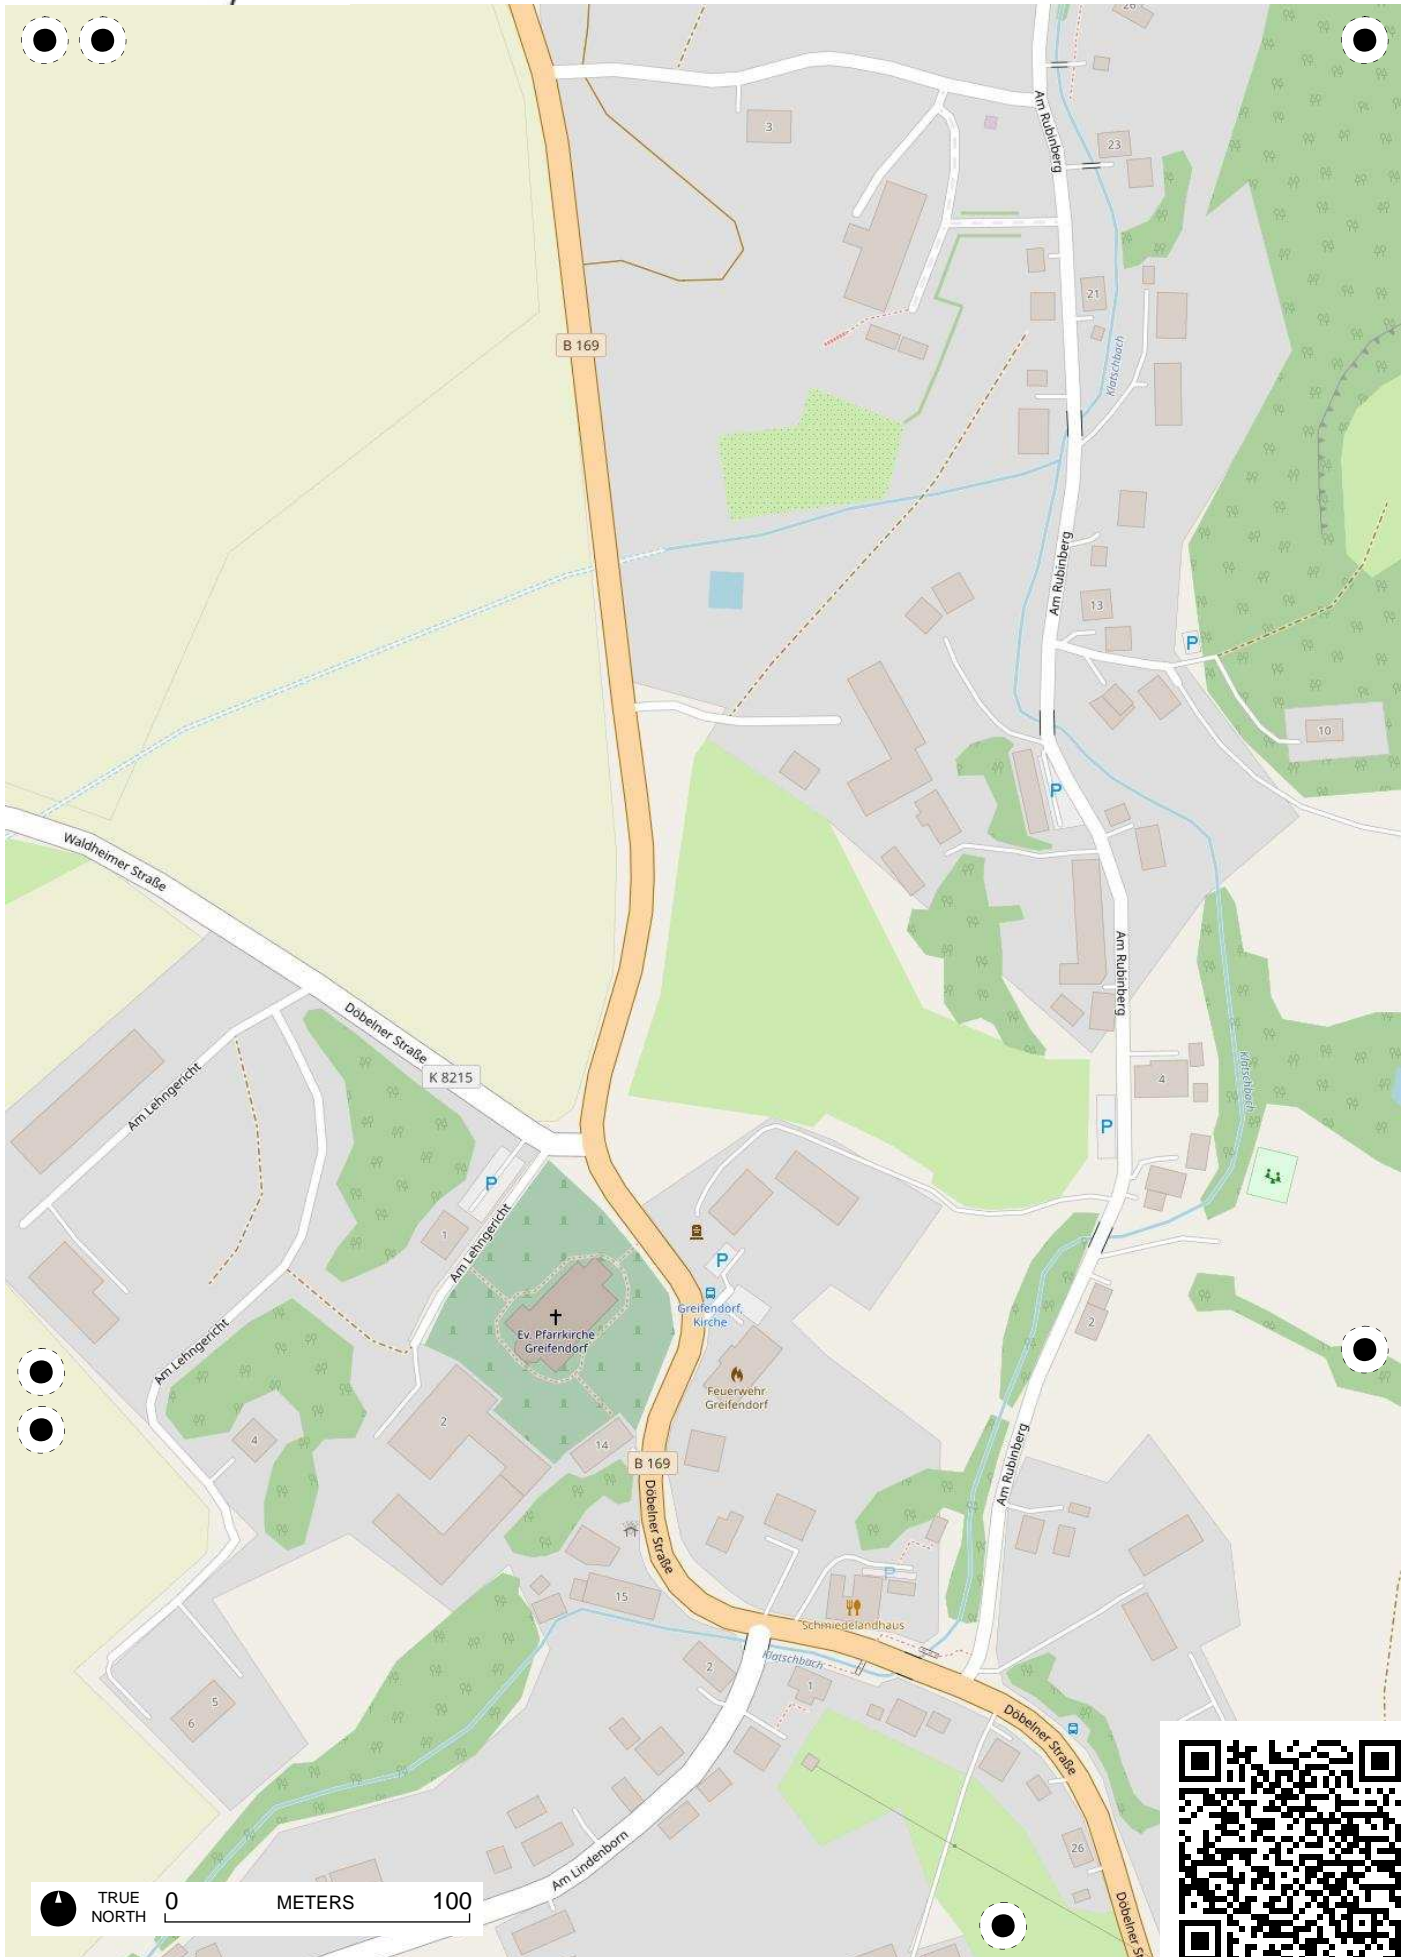 28
Am Rubinberg
3
23
21
B 169
Klatschbach
Am Rubinberg
13
P
10
P
Waldheimer Straße
Am Rubinberg
Döbelner Straße
K 8215
Am Lehngericht
4
Klatschbach
P
P
1
Am Lehngericht
P
Greifendorf,
Kirche
Ev. Pfarrkirche
Greifendorf
2
Am Lehngericht
Feuerwehr
Greifendorf
2
4
14
B 169
Am Rubinberg
Döbelner Straße
P
15
Schmiedelandhaus
Klatschbach
2
1
5
6
Döbelner Straße
26
Am Lindenborn
Döbelner S
TRUE
NORTH
0 METERS 100